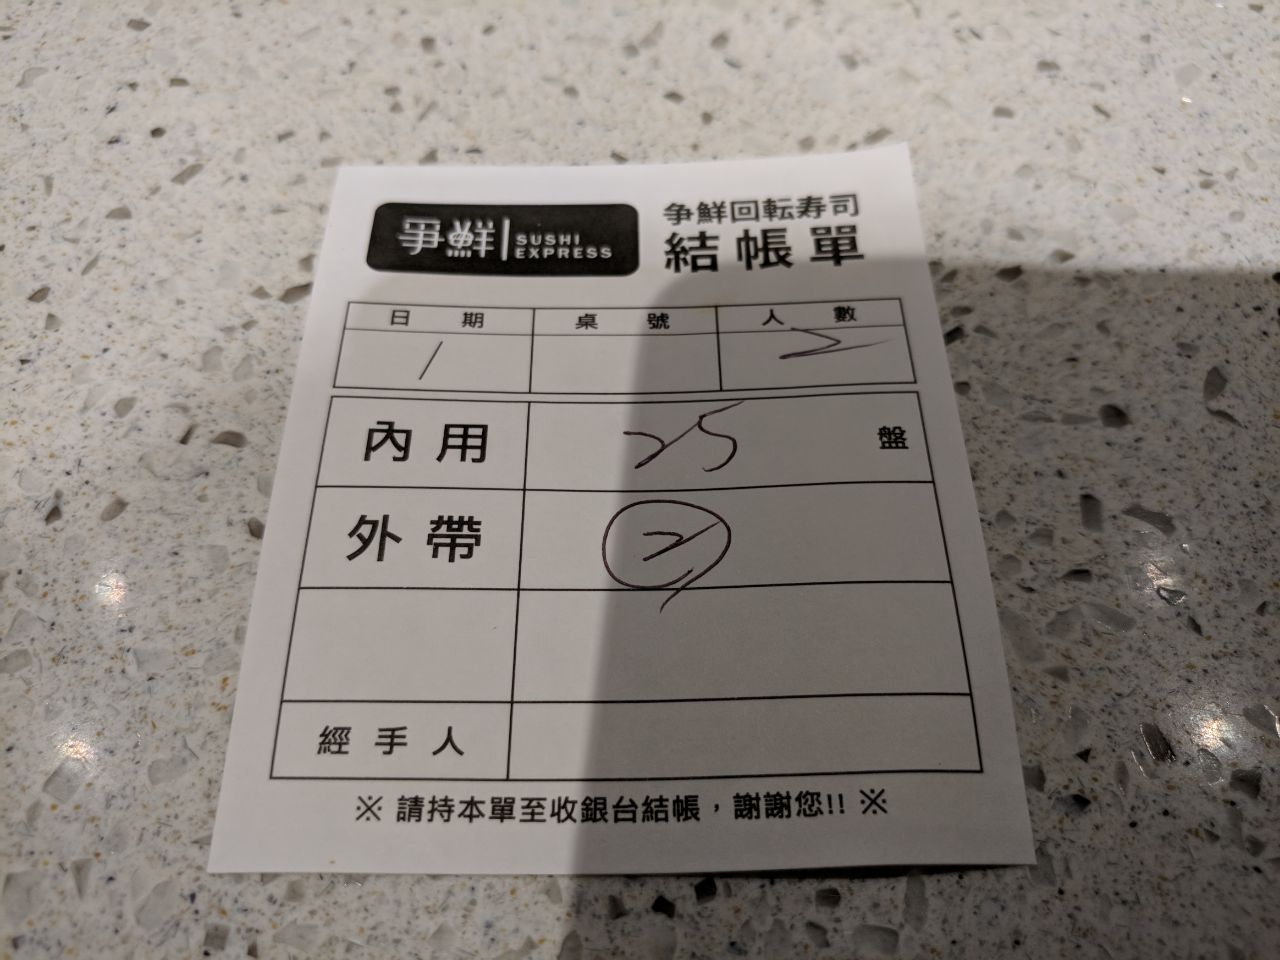 爭鮮 SUSHI EXPRESS
争鮮回転寿司
結帳單
日期 桌號 人數
/ 2
內用 25 盤
外帶 2
經手人
※ 請持本單至收銀台結帳，謝謝您!! ※